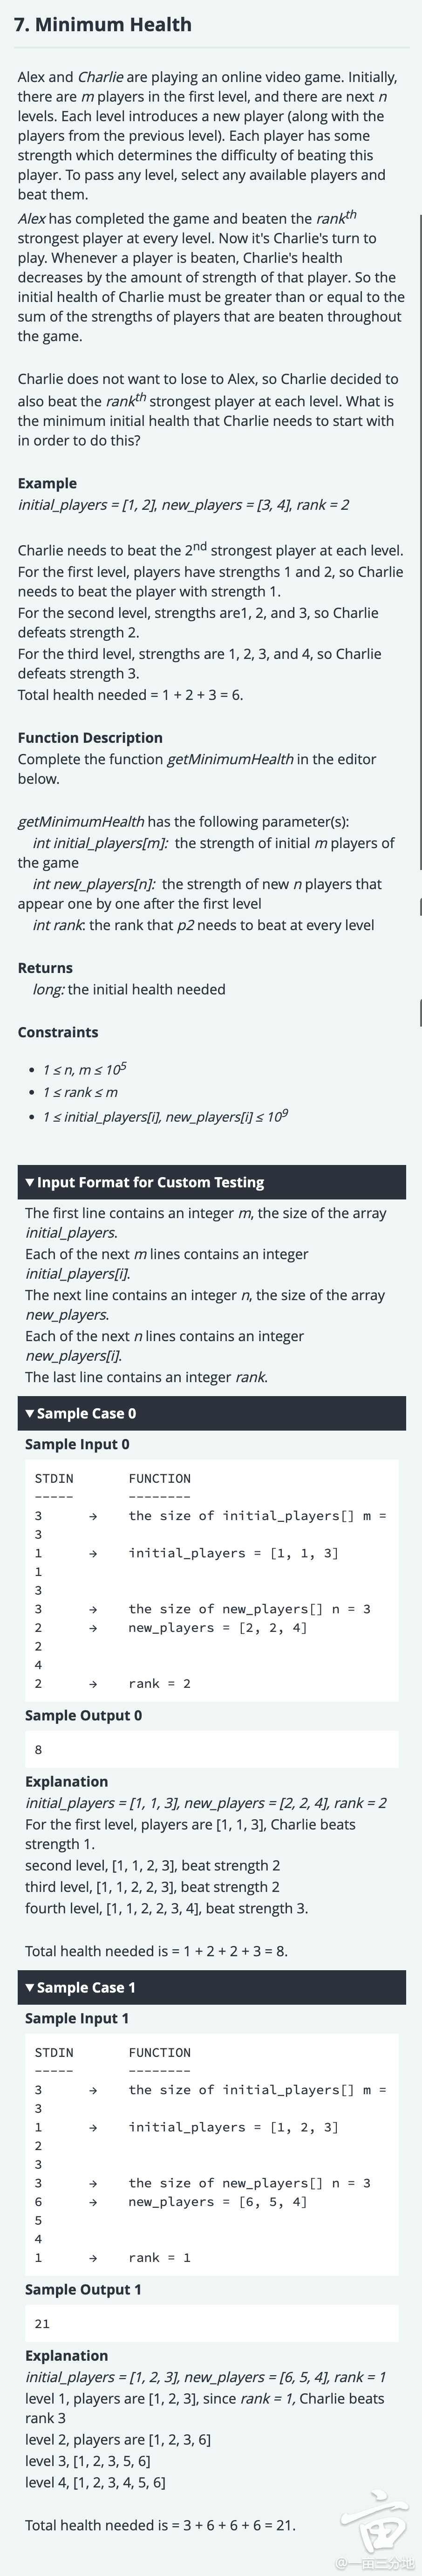 7. Minimum Health
Alex and Charlie are playing an online video game. Initially,
there are m players in the first level, and there are next n
levels. Each level introduces a new player (along with the
players from the previous level). Each player has some
strength which determines the difficulty of beating this
player. To pass any level, select any available players and
beat them.
Alex has completed the game and beaten the rankth
strongest player at every level. Now it's Charlie's turn to
play. Whenever a player is beaten, Charlie's health
decreases by the amount of strength of that player. So the
initial health of Charlie must be greater than or equal to the
sum of the strengths of players that are beaten throughout
the game.
Charlie does not want to lose to Alex, so Charlie decided to
also beat the rankth strongest player at each level. What is
the minimum initial health that Charlie needs to start with
in order to do this?
Example
initial_players = [1, 2], new_players = [3, 4], rank = 2
Charlie needs to beat the 2nd strongest player at each level.
For the first level, players have strengths 1 and 2, so Charlie
needs to beat the player with strength 1.
For the second level, strengths are1, 2, and 3, so Charlie
defeats strength 2.
For the third level, strengths are 1, 2, 3, and 4, so Charlie
defeats strength 3.
Total health needed = 1 + 2 + 3 = 6.
Function Description
Complete the function getMinimumHealth in the editor
below.
getMinimumHealth has the following parameter(s):
int initial_players[m]: the strength of initial m players of
the game
int new_players[n]: the strength of new n players that
appear one by one after the first level
int rank: the rank that p2 needs to beat at every level
Returns
long: the initial health needed
Constraints
• 1 ≤ n, m ≤ 10⁵
• 1 ≤ rank ≤ m
• 1 ≤ initial_players[i], new_players[i] ≤ 10⁹
▼ Input Format for Custom Testing
The first line contains an integer m, the size of the array
initial_players.
Each of the next m lines contains an integer
initial_players[i].
The next line contains an integer n, the size of the array
new_players.
Each of the next n lines contains an integer
new_players[i].
The last line contains an integer rank.
▼ Sample Case 0
Sample Input 0
STDIN FUNCTION
----- --------
3 → the size of initial_players[] m =
3
1 → initial_players = [1, 1, 3]
1
3
3 → the size of new_players[] n = 3
2 → new_players = [2, 2, 4]
2
4
2 → rank = 2
Sample Output 0
8
Explanation
initial_players = [1, 1, 3], new_players = [2, 2, 4], rank = 2
For the first level, players are [1, 1, 3], Charlie beats
strength 1.
second level, [1, 1, 2, 3], beat strength 2
third level, [1, 1, 2, 2, 3], beat strength 2
fourth level, [1, 1, 2, 2, 3, 4], beat strength 3.
Total health needed is = 1 + 2 + 2 + 3 = 8.
▼ Sample Case 1
Sample Input 1
STDIN FUNCTION
----- --------
3 → the size of initial_players[] m =
3
1 → initial_players = [1, 2, 3]
2
3
3 → the size of new_players[] n = 3
6 → new_players = [6, 5, 4]
5
4
1 → rank = 1
Sample Output 1
21
Explanation
initial_players = [1, 2, 3], new_players = [6, 5, 4], rank = 1
level 1, players are [1, 2, 3], since rank = 1, Charlie beats
rank 3
level 2, players are [1, 2, 3, 6]
level 3, [1, 2, 3, 5, 6]
level 4, [1, 2, 3, 4, 5, 6]
Total health needed is = 3 + 6 + 6 + 6 = 21.
亩
@一亩三分地